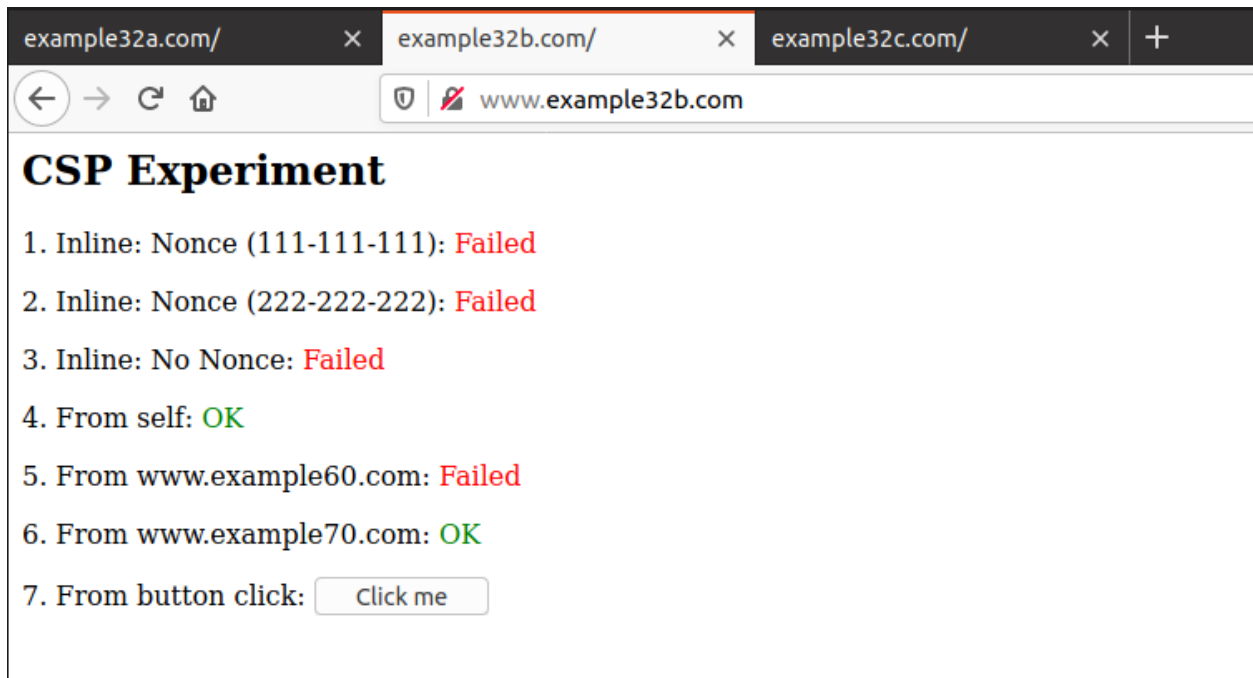 example32a.com/ example32b.com/ example32c.com/
www.example32b.com
CSP Experiment
1. Inline: Nonce (111-111-111): Failed
2. Inline: Nonce (222-222-222): Failed
3. Inline: No Nonce: Failed
4. From self: OK
5. From www.example60.com: Failed
6. From www.example70.com: OK
7. From button click: Click me